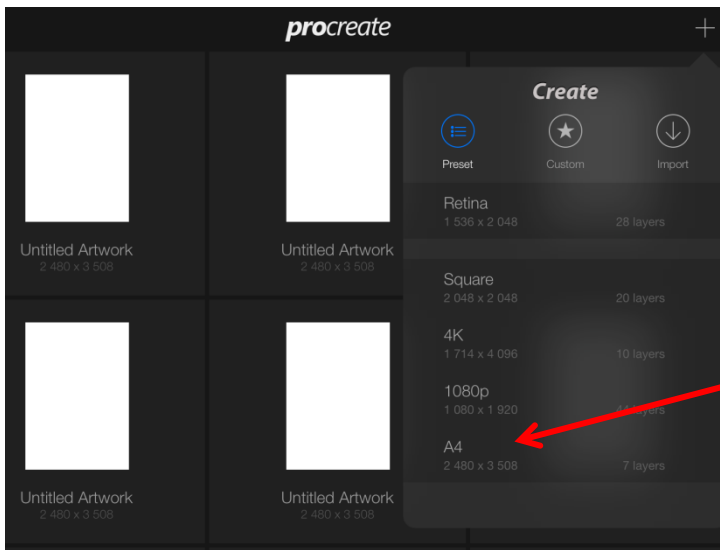 procreate
Create
Preset
Custom
Import
Retina
1 536 x 2 048
28 layers
Square
2 048 x 2 048
20 layers
4K
1 714 x 4 096
10 layers
1080p
1 080 x 1 920
layers
A4
2 480 x 3 508
7 layers
Untitled Artwork
2 480 x 3 508
Untitled Artwork
2 480 x 3 508
Untitled Artwork
2 480 x 3 508
Untitled Artwork
2 480 x 3 508